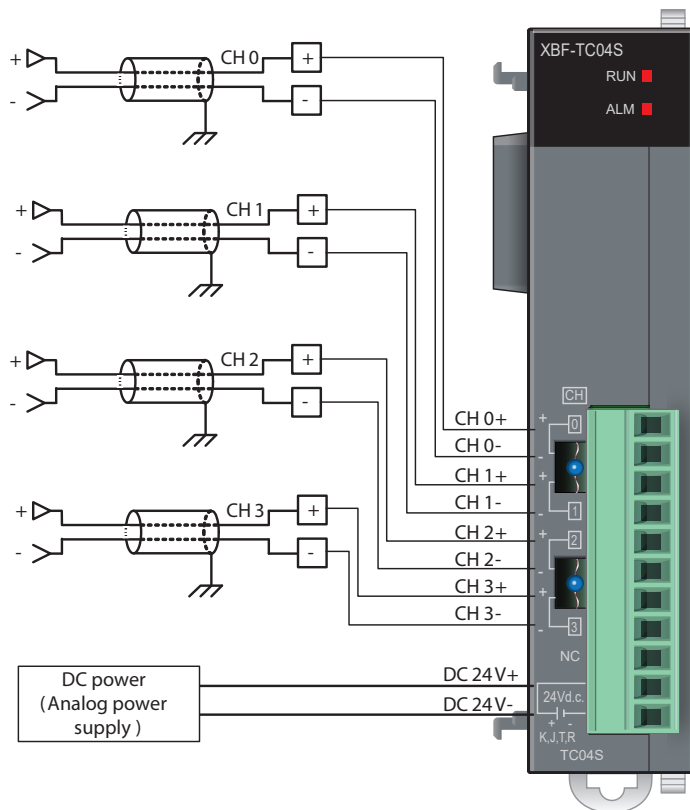 XBF-TC04S
RUN
ALM
+ CH 0 +
- -
+ CH 1 +
- -
+ CH 2 +
- -
+ CH 3 +
- -
CH
CH 0+ + 0
CH 0- -
CH 1+ +
CH 1- - 1
CH 2+ + 2
CH 2- -
CH 3+ +
CH 3- - 3
NC
DC power
(Analog power
supply )
DC 24V+
DC 24V-
24Vd.c.
+ -
K,J,T,R
TC04S